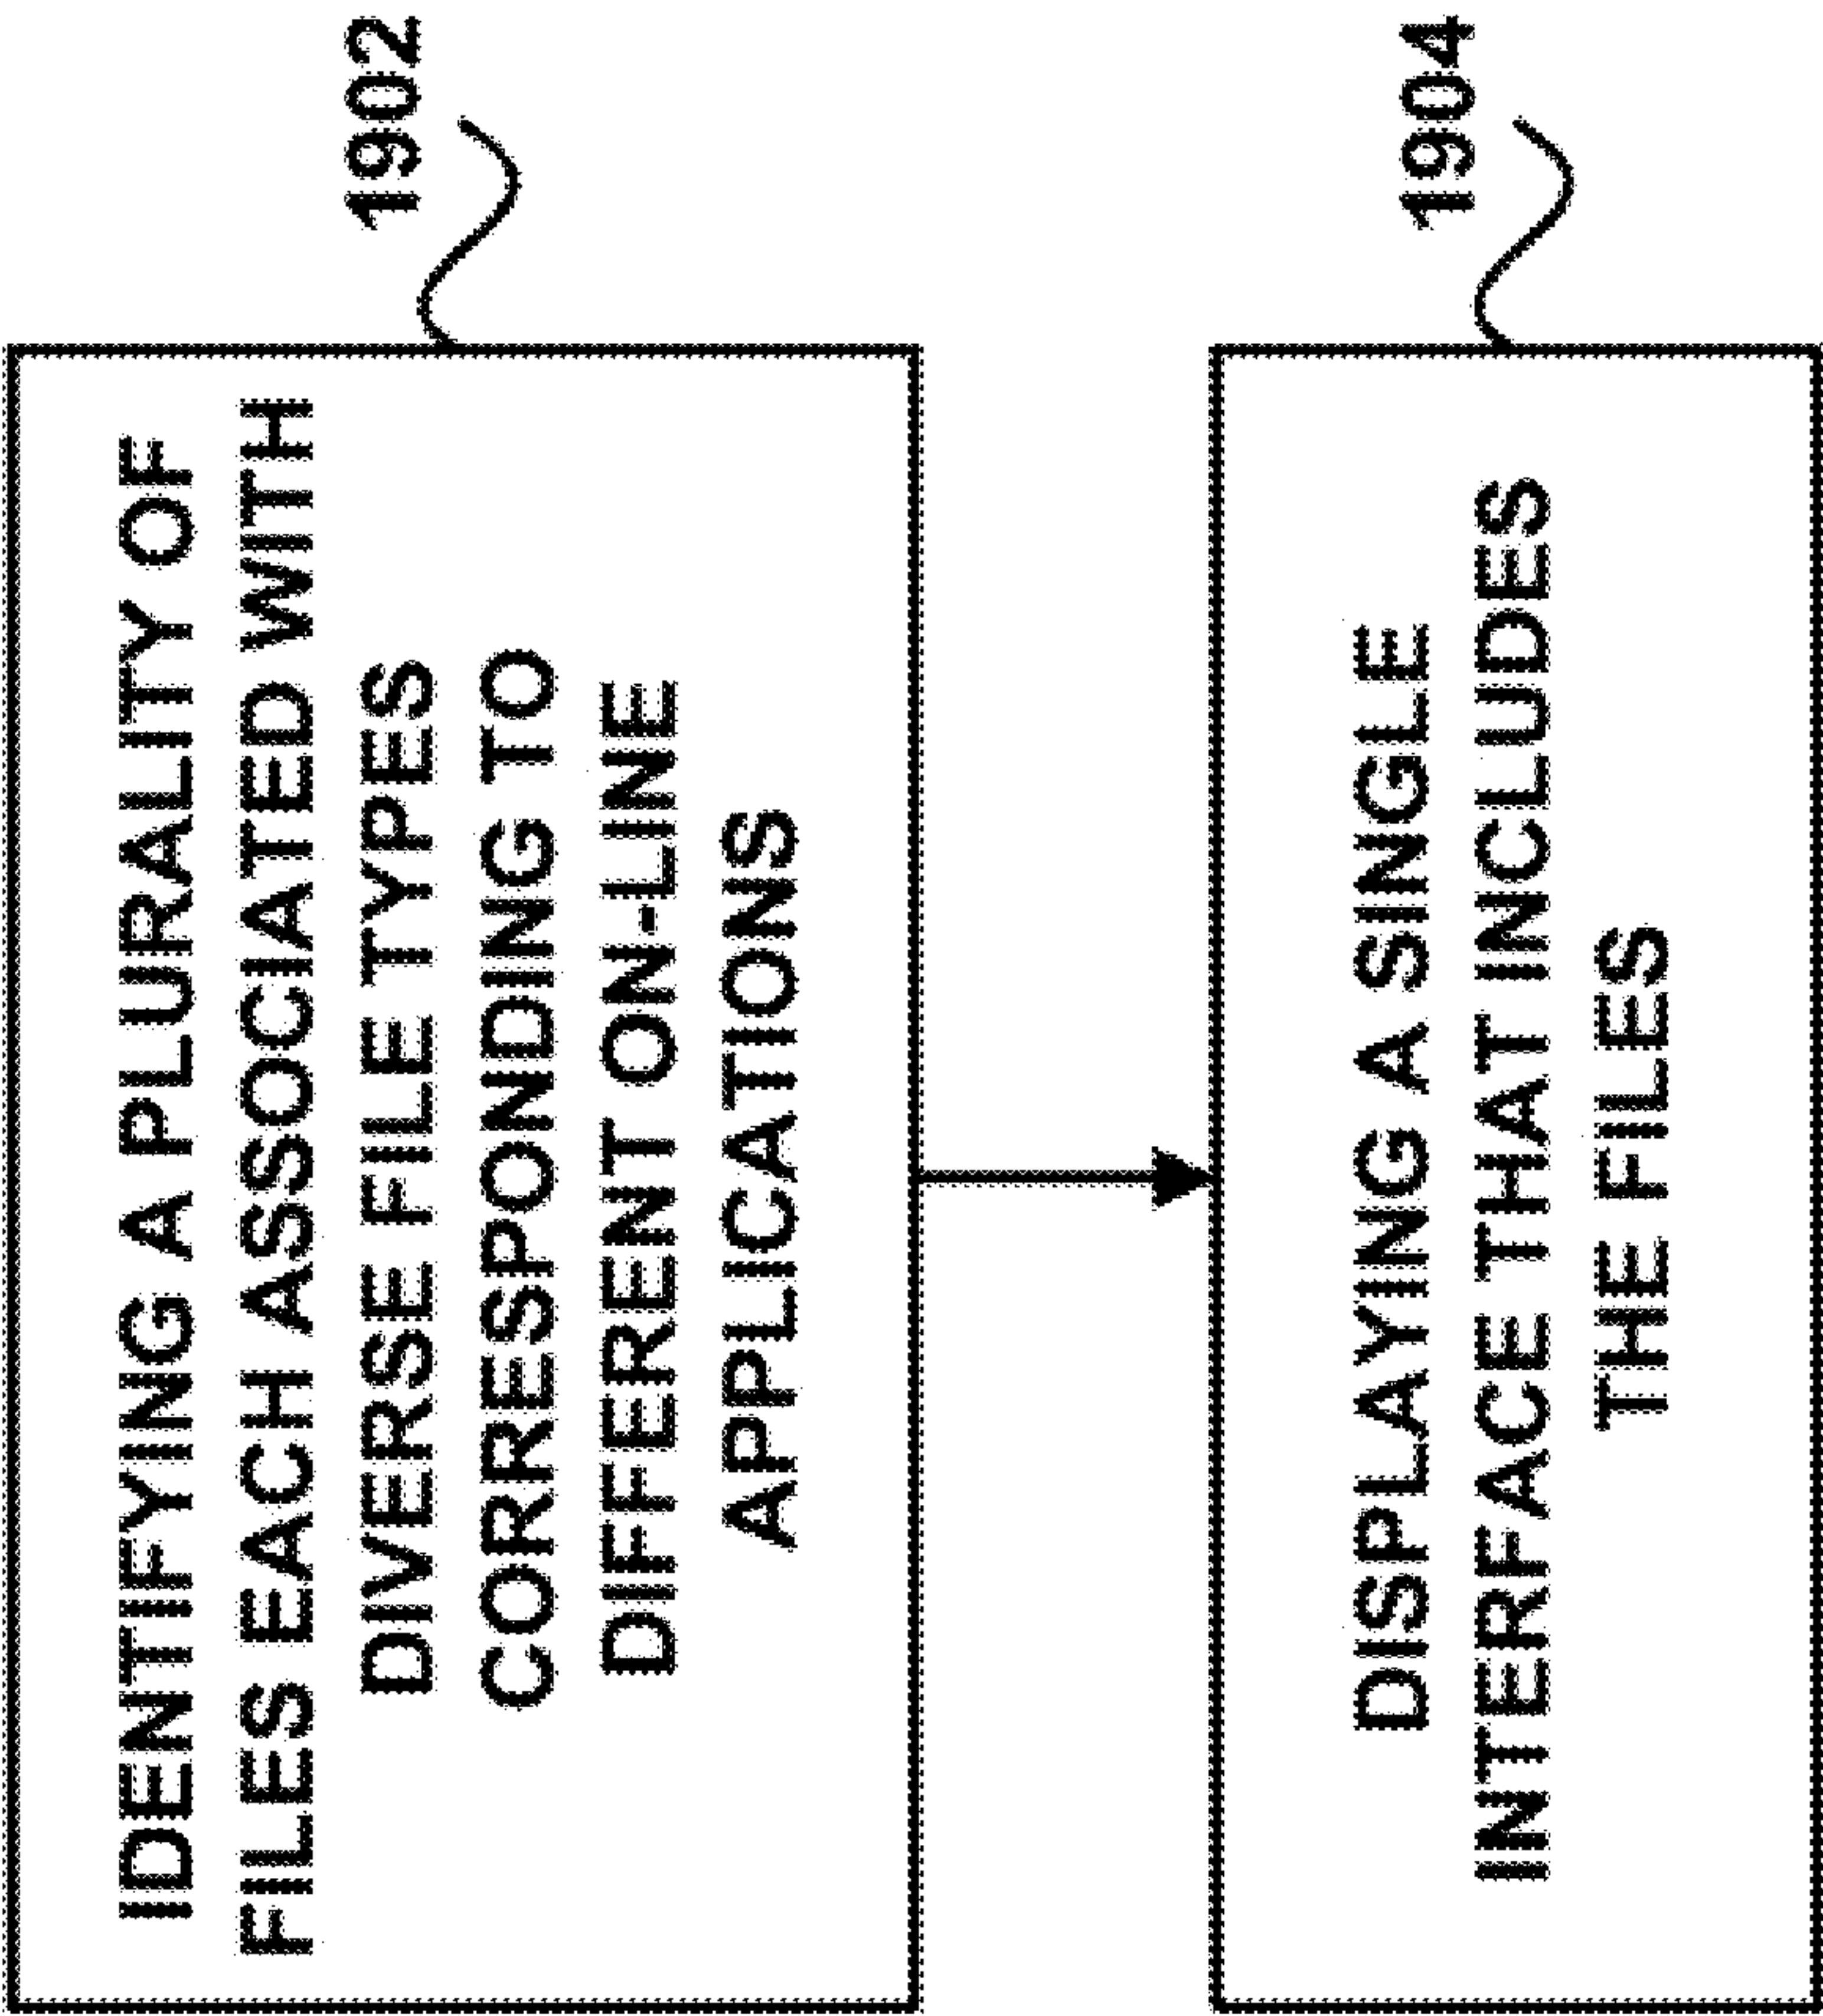 IDENTIFYING A PLURALITY OF
FILES EACH ASSOCIATED WITH
DIVERSE FILE TYPES
CORRESPONDING TO
DIFFERENT ON-LINE
APPLICATIONS
1902
DISPLAYING A SINGLE
INTERFACE THAT INCLUDES
THE FILES
1904